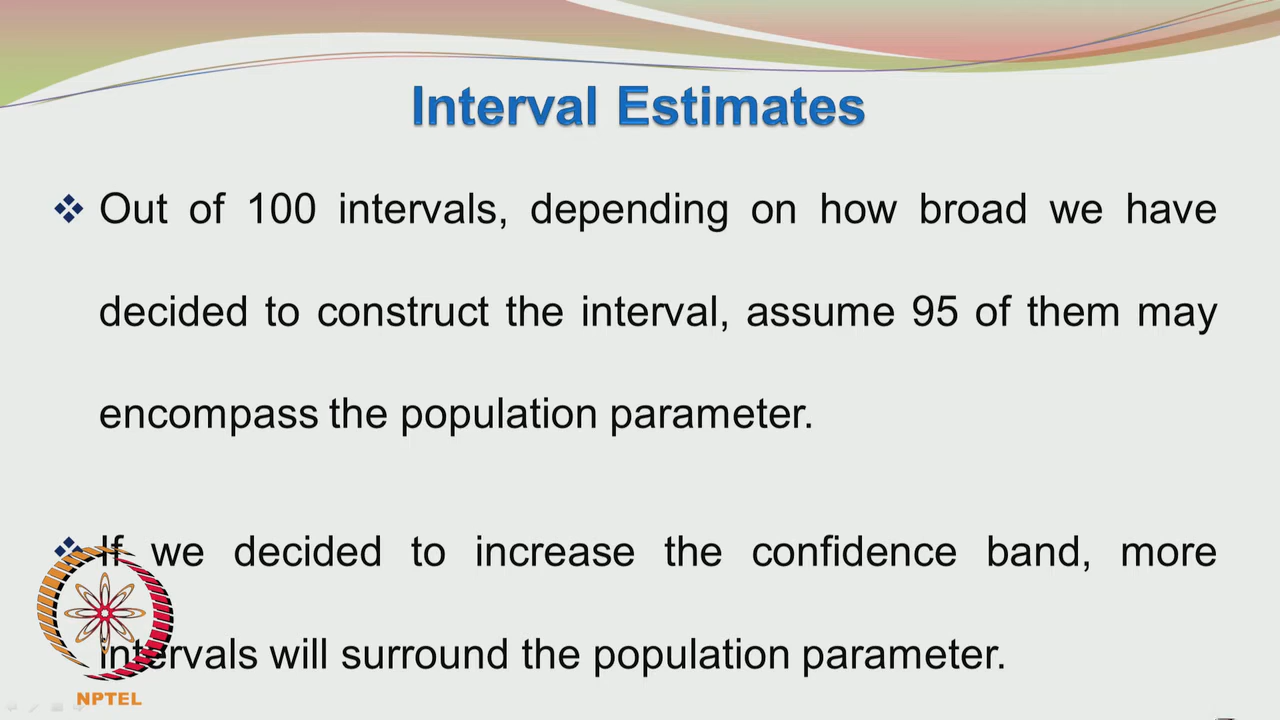 Interval Estimates
Out of 100 intervals, depending on how broad we have
decided to construct the interval, assume 95 of them may
encompass the population parameter.
If we decided to increase the confidence band, more
intervals will surround the population parameter.
NPTEL